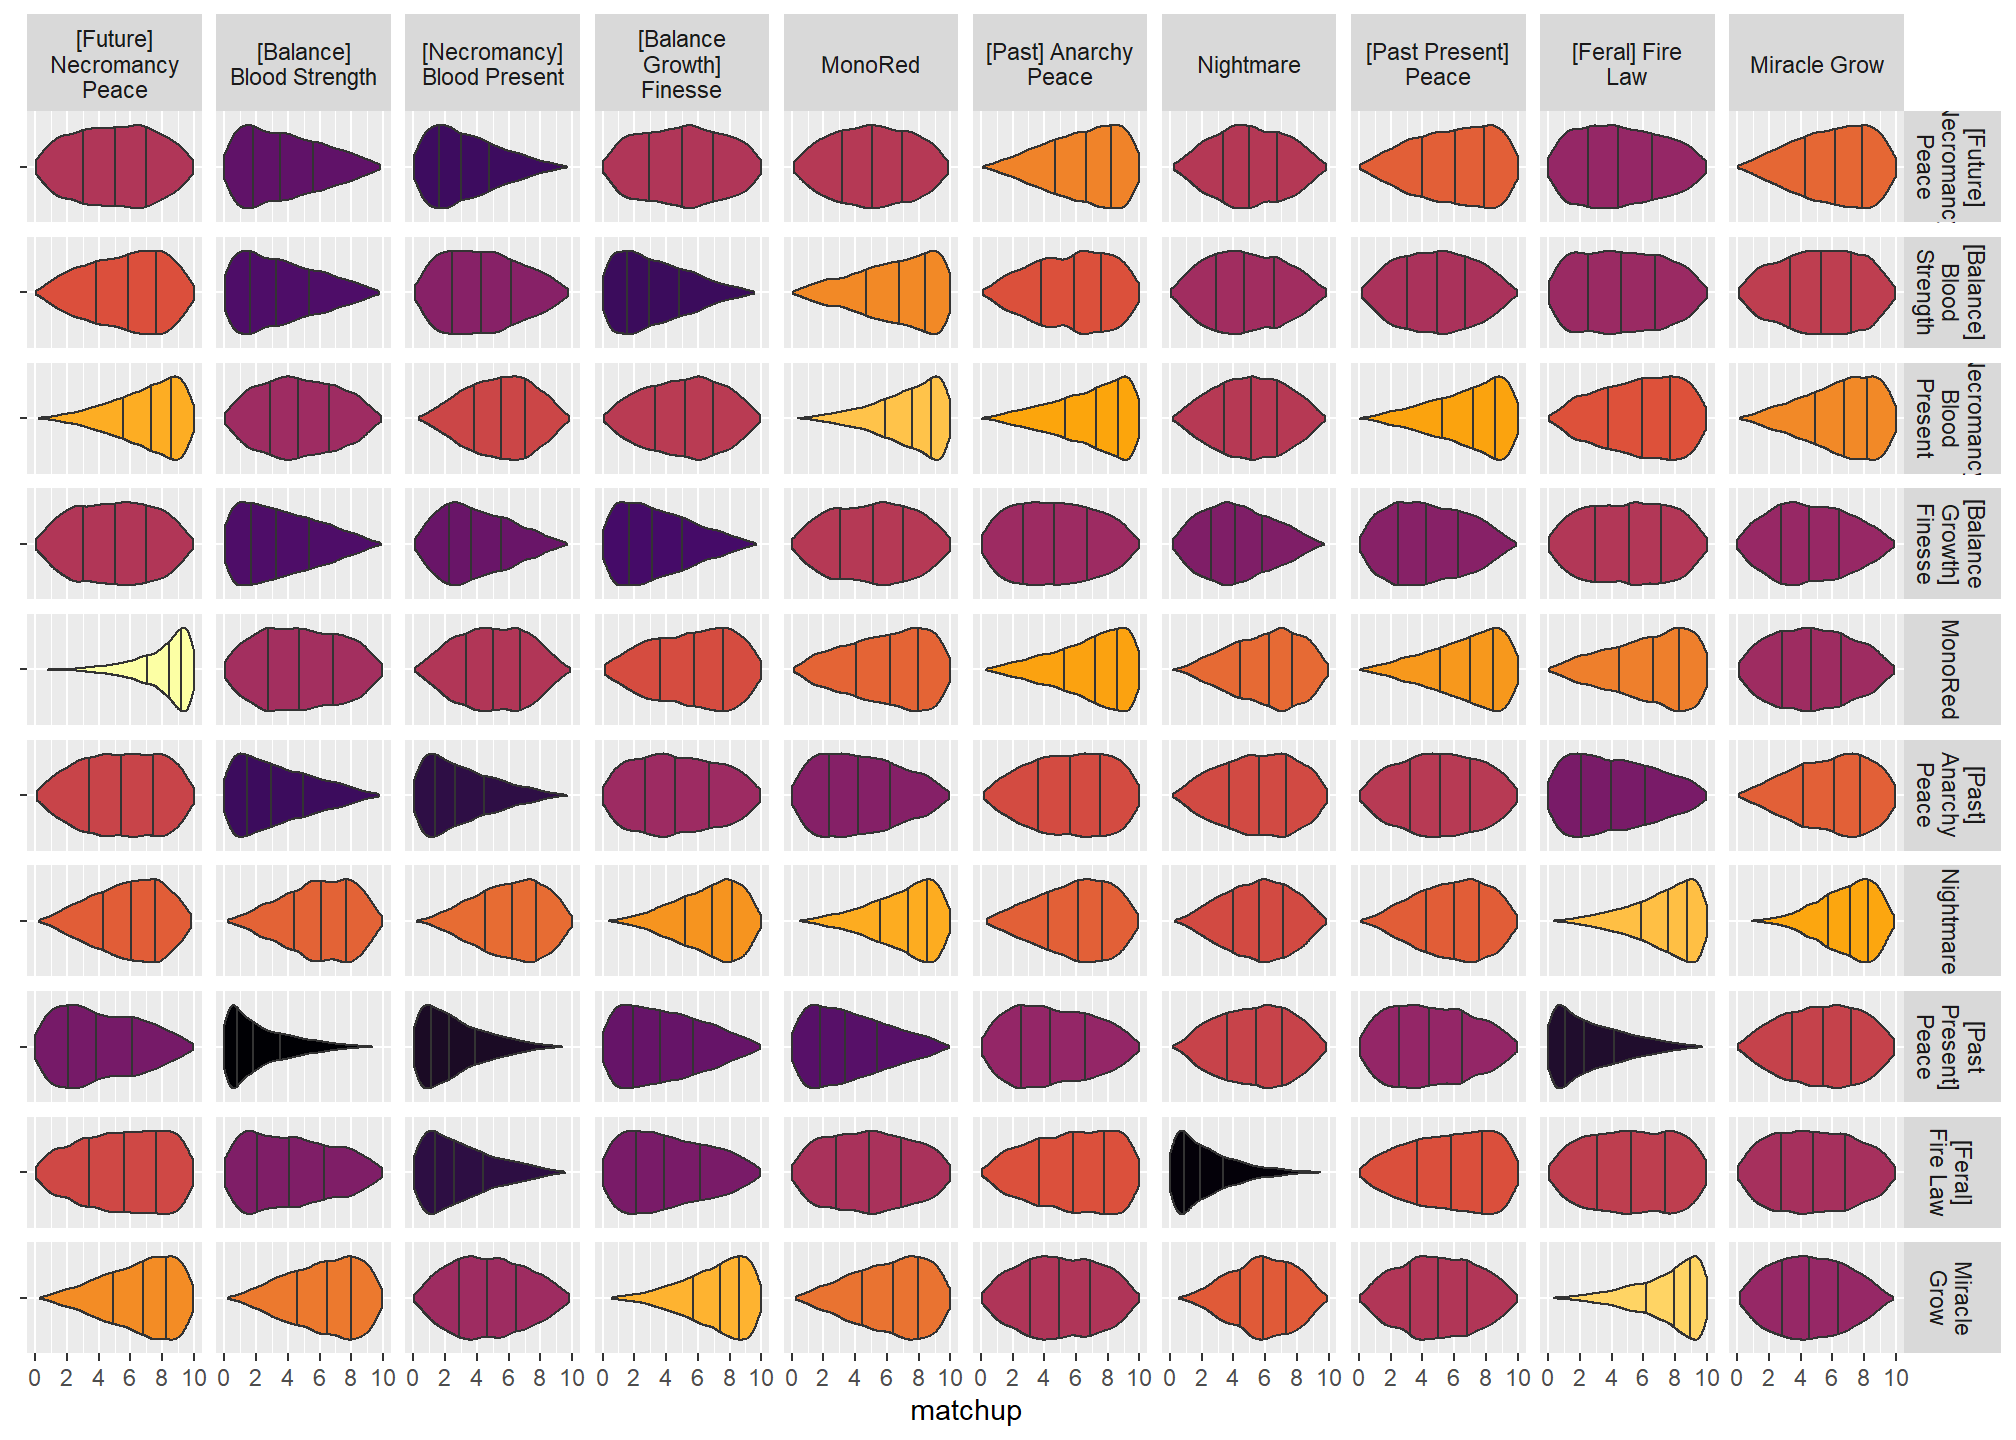 [Future]
Necromancy
Peace
[Balance]
Blood Strength
[Necromancy]
Blood Present
[Balance
Growth]
Finesse
MonoRed
[Past] Anarchy
Peace
Nightmare
[Past Present]
Peace
[Feral] Fire
Law
Miracle Grow
[Future]
Necromancy
Peace
[Balance]
Blood
Strength
Necromancy
Blood
Present
[Balance
Growth]
Finesse
MonoRed
[Past]
Anarchy
Peace
Nightmare
[Past
Present]
Peace
[Feral]
Fire Law
Miracle
Grow
0 2 4 6 8 10 0 2 4 6 8 10 0 2 4 6 8 10 0 2 4 6 8 10 0 2 4 6 8 10 0 2 4 6 8 10 0 2 4 6 8 10 0 2 4 6 8 10 0 2 4 6 8 10 0 2 4 6 8 10
matchup